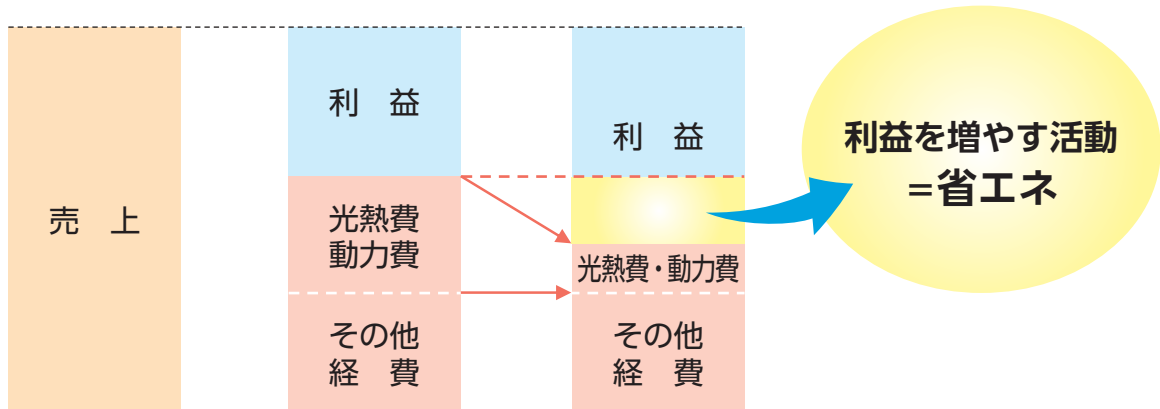 売　上
利　益
光熱費
動力費
その他
経　費
利　益
光熱費・動力費
その他
経　費
利益を増やす活動
=省エネ